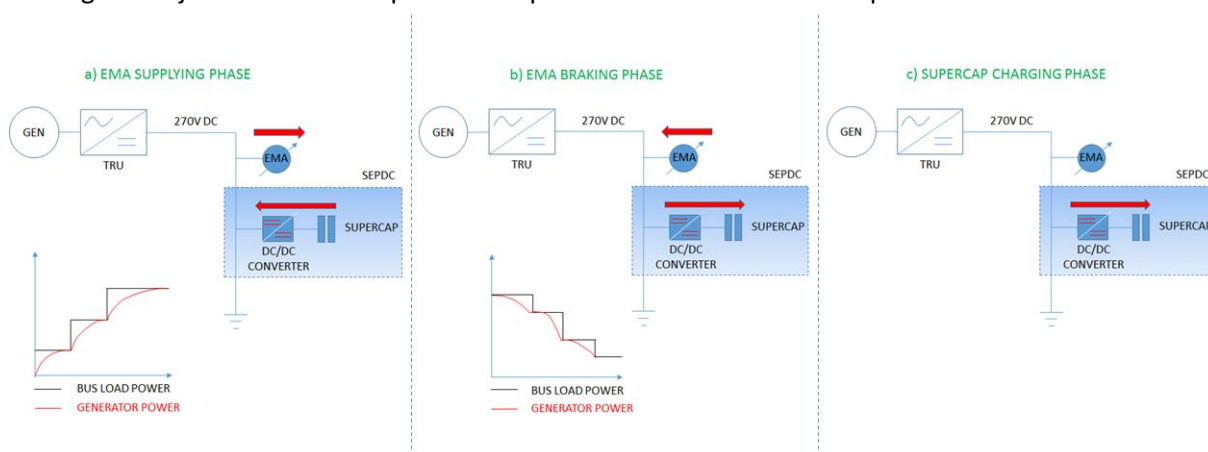 a) EMA SUPPLYING PHASE
GEN
TRU
270V DC
EMA
SEPDC
SUPERCAP
DC/DC
CONVERTER
BUS LOAD POWER
GENERATOR POWER
b) EMA BRAKING PHASE
GEN
TRU
270V DC
EMA
SEPDC
SUPERCAP
DC/DC
CONVERTER
BUS LOAD POWER
GENERATOR POWER
c) SUPERCAP CHARGING PHASE
GEN
TRU
270V DC
EMA
SEPDC
SUPERCAP
DC/DC
CONVERTER